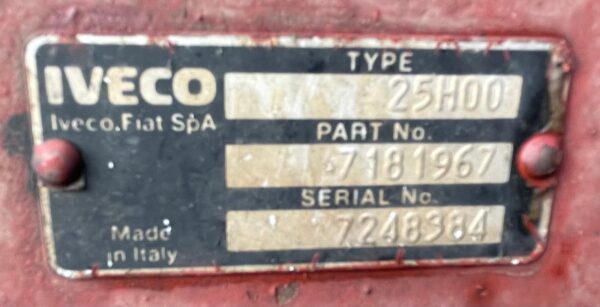 IVECO
Iveco.Fiat SpA
TYPE
25H00
PART No.
7181967
SERIAL No.
7248384
Made
in Italy